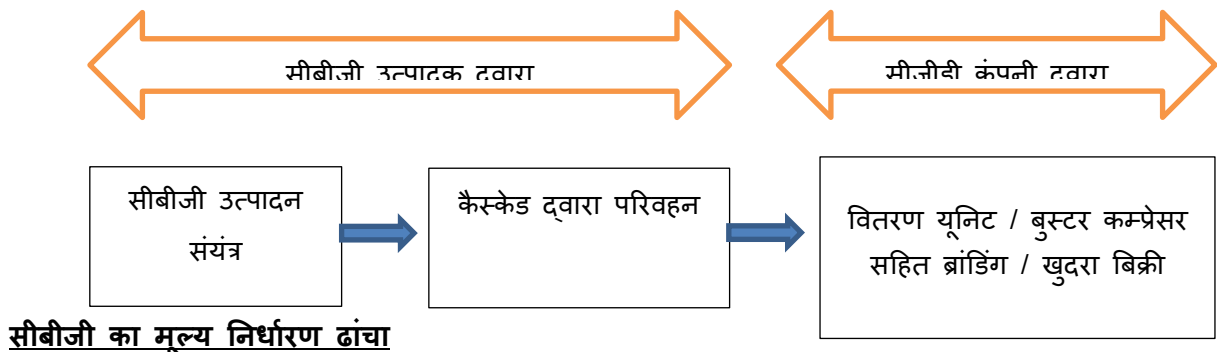 सीबीजी उत्पादक द्वारा
सीजीडी कंपनी द्वारा
सीबीजी उत्पादन
संयंत्र
कैस्केड द्वारा परिवहन
वितरण यूनिट / बुस्टर कम्प्रेसर
सहित ब्रांडिंग / खुदरा बिक्री
सीबीजी का मूल्य निर्धारण ढांचा